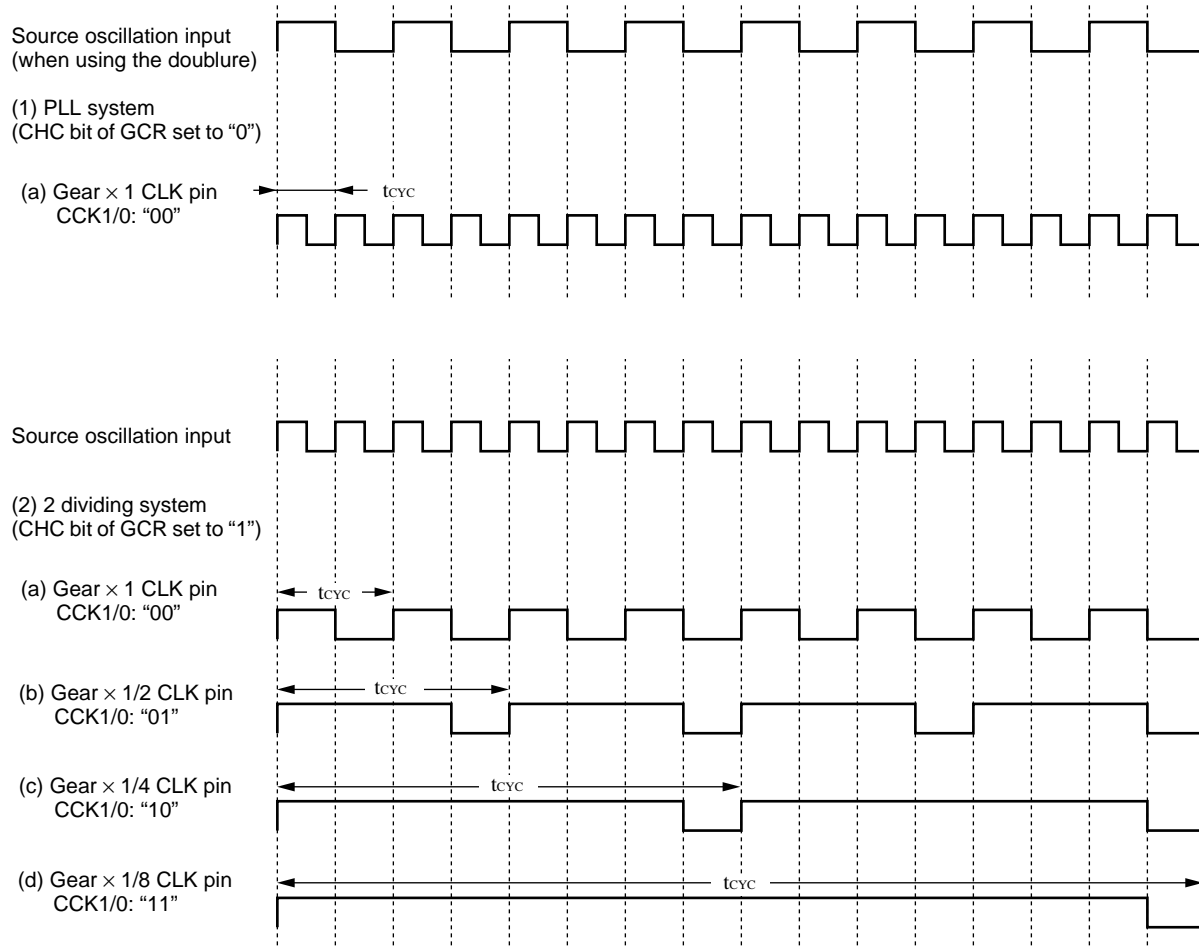 Source oscillation input
(when using the doublure)
(1) PLL system
(CHC bit of GCR set to “0”)
(a) Gear × 1 CLK pin
CCK1/0: “00”
tCYC
Source oscillation input
(2) 2 dividing system
(CHC bit of GCR set to “1”)
(a) Gear × 1 CLK pin
CCK1/0: “00”
tCYC
(b) Gear × 1/2 CLK pin
CCK1/0: “01”
tCYC
(c) Gear × 1/4 CLK pin
CCK1/0: “10”
tCYC
(d) Gear × 1/8 CLK pin
CCK1/0: “11”
tCYC